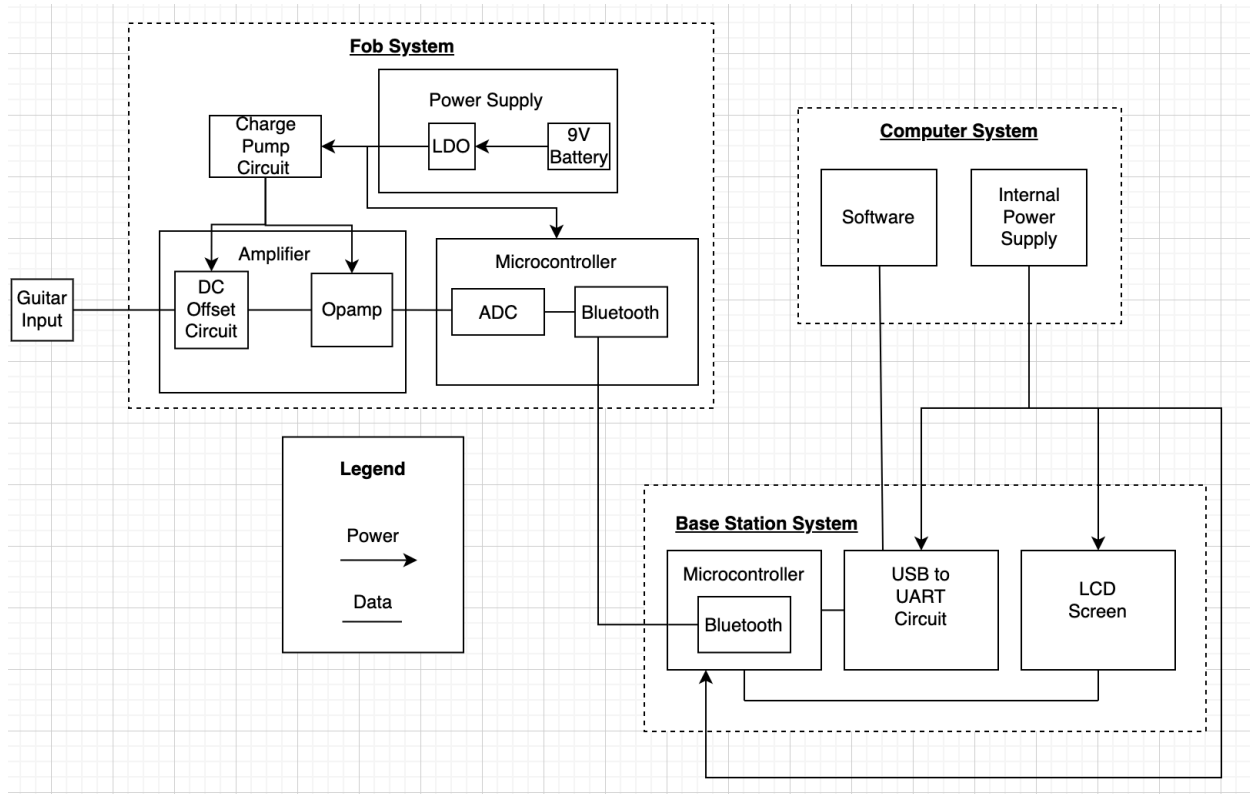 Fob System
Power Supply
Charge
Pump
Circuit
LDO
9V
Battery
Amplifier
Microcontroller
Guitar
Input
DC
Offset
Circuit
Opamp
ADC
Bluetooth
Computer System
Software
Internal
Power
Supply
Legend
Power
Data
Base Station System
Microcontroller
Bluetooth
USB to
UART
Circuit
LCD
Screen